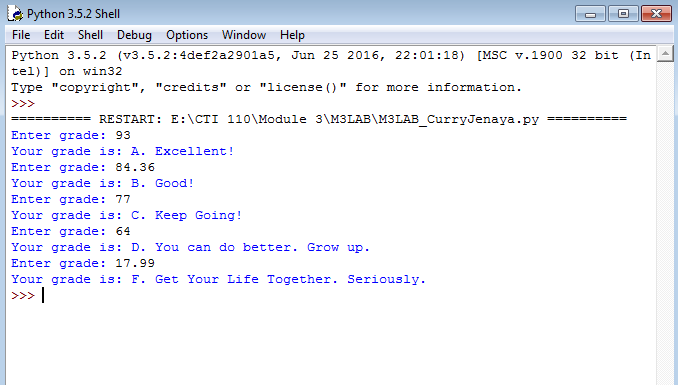 Python 3.5.2 Shell
File Edit Shell Debug Options Window Help
Python 3.5.2 (v3.5.2:4def2a2901a5, Jun 25 2016, 22:01:18) [MSC v.1900 32 bit (In
tel)] on win32
Type "copyright", "credits" or "license()" for more information.
>>>
========== RESTART: E:\CTI 110\Module 3\M3LAB\M3LAB_CurryJenaya.py ==========
Enter grade: 93
Your grade is: A. Excellent!
Enter grade: 84.36
Your grade is: B. Good!
Enter grade: 77
Your grade is: C. Keep Going!
Enter grade: 64
Your grade is: D. You can do better. Grow up.
Enter grade: 17.99
Your grade is: F. Get Your Life Together. Seriously.
>>>